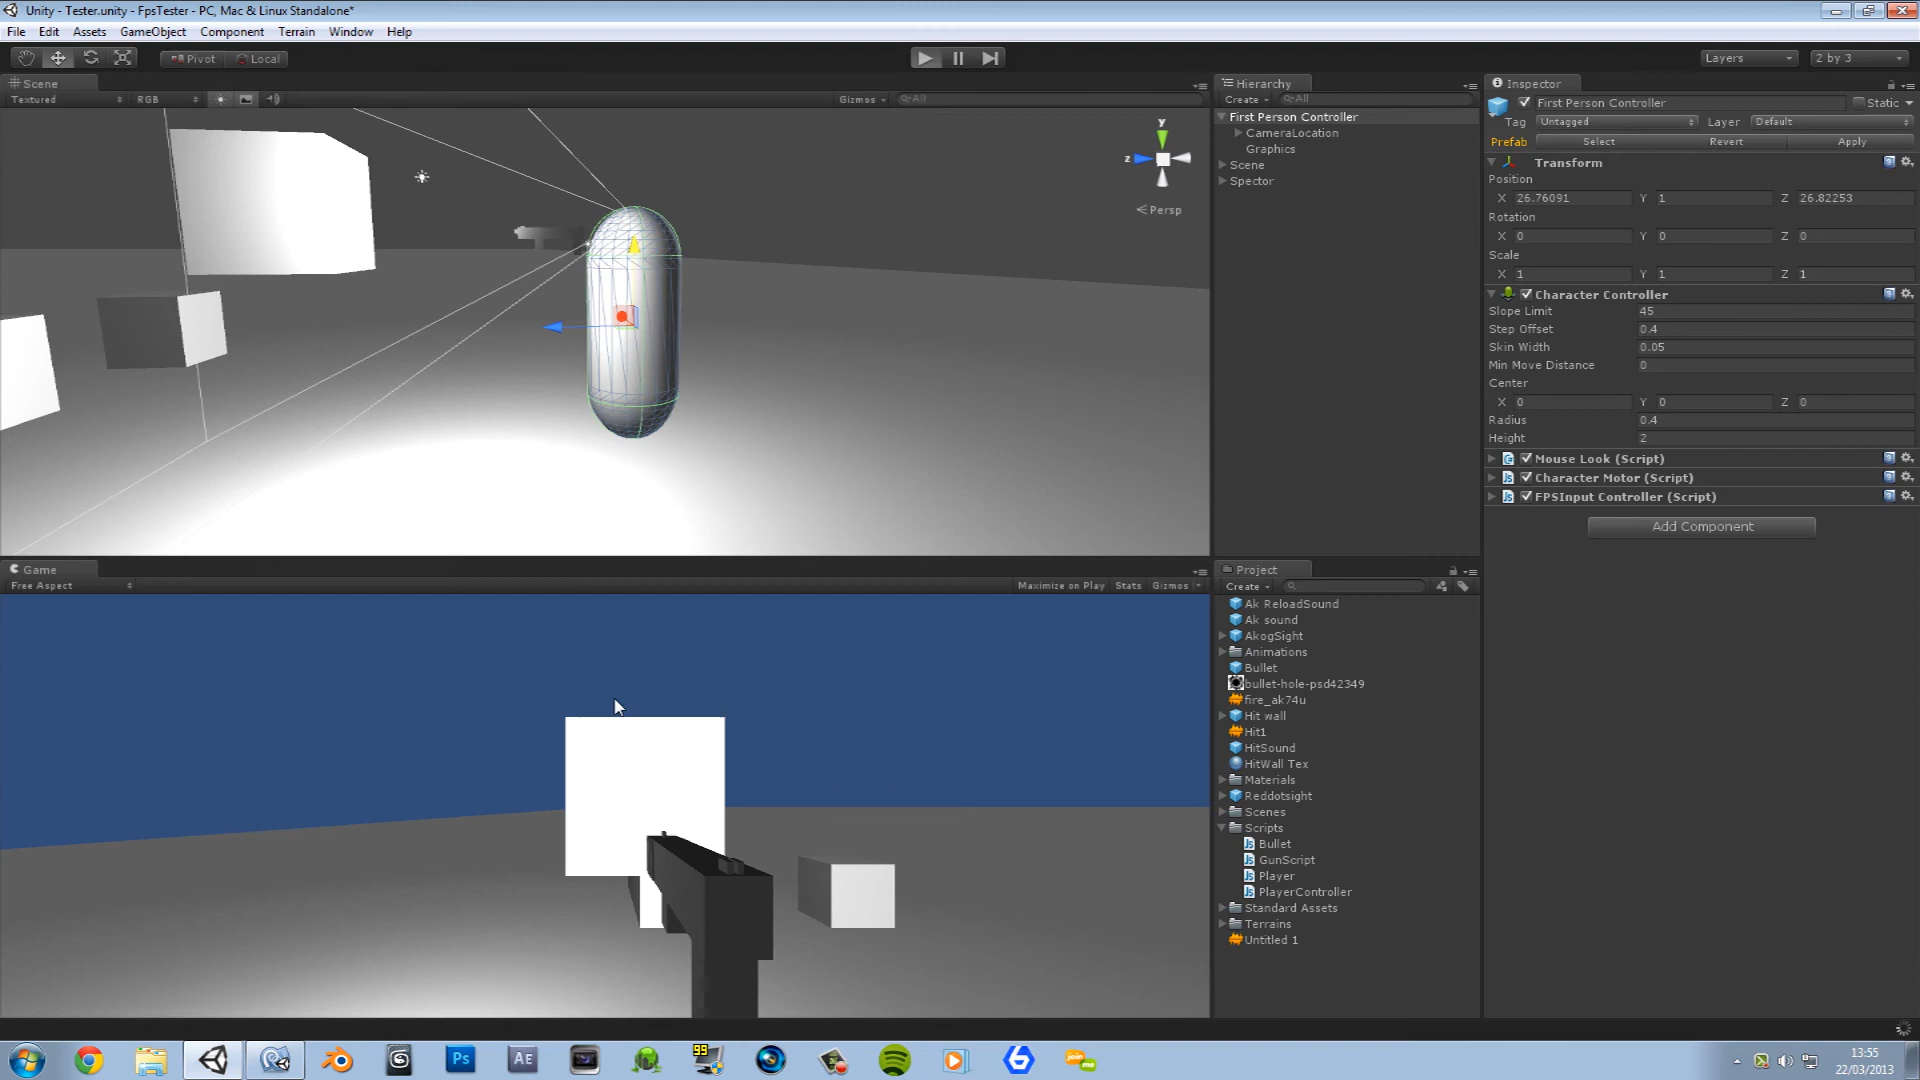 Unity - Tester.unity - FpsTester - PC, Mac & Linux Standalone*
File Edit Assets GameObject Component Terrain Window Help
Pivot Local
Layers
2 by 3
Scene
Textured RGB Gizmos All
y
z
Persp
Game
Free Aspect Maximize on Play Stats Gizmos
Hierarchy
Create All
First Person Controller
CameraLocation
Graphics
Scene
Spector
Project
Create
Ak ReloadSound
Ak sound
AkogSight
Animations
Bullet
bullet-hole-psd42349
fire_ak74u
Hit wall
Hit1
HitSound
HitWall Tex
Materials
Reddotsight
Scenes
Scripts
Bullet
GunScript
Player
PlayerController
Standard Assets
Terrains
Untitled 1
Inspector
First Person Controller Static
Tag Untagged Layer Default
Prefab Select Revert Apply
Transform
Position
X 26.76091 Y 1 Z 26.82253
Rotation
X 0 Y 0 Z 0
Scale
X 1 Y 1 Z 1
Character Controller
Slope Limit 45
Step Offset 0.4
Skin Width 0.05
Min Move Distance 0
Center
X 0 Y 0 Z 0
Radius 0.4
Height 2
Mouse Look (Script)
Character Motor (Script)
FPSInput Controller (Script)
Add Component
Ps
AE
99
13:55
22/03/2013